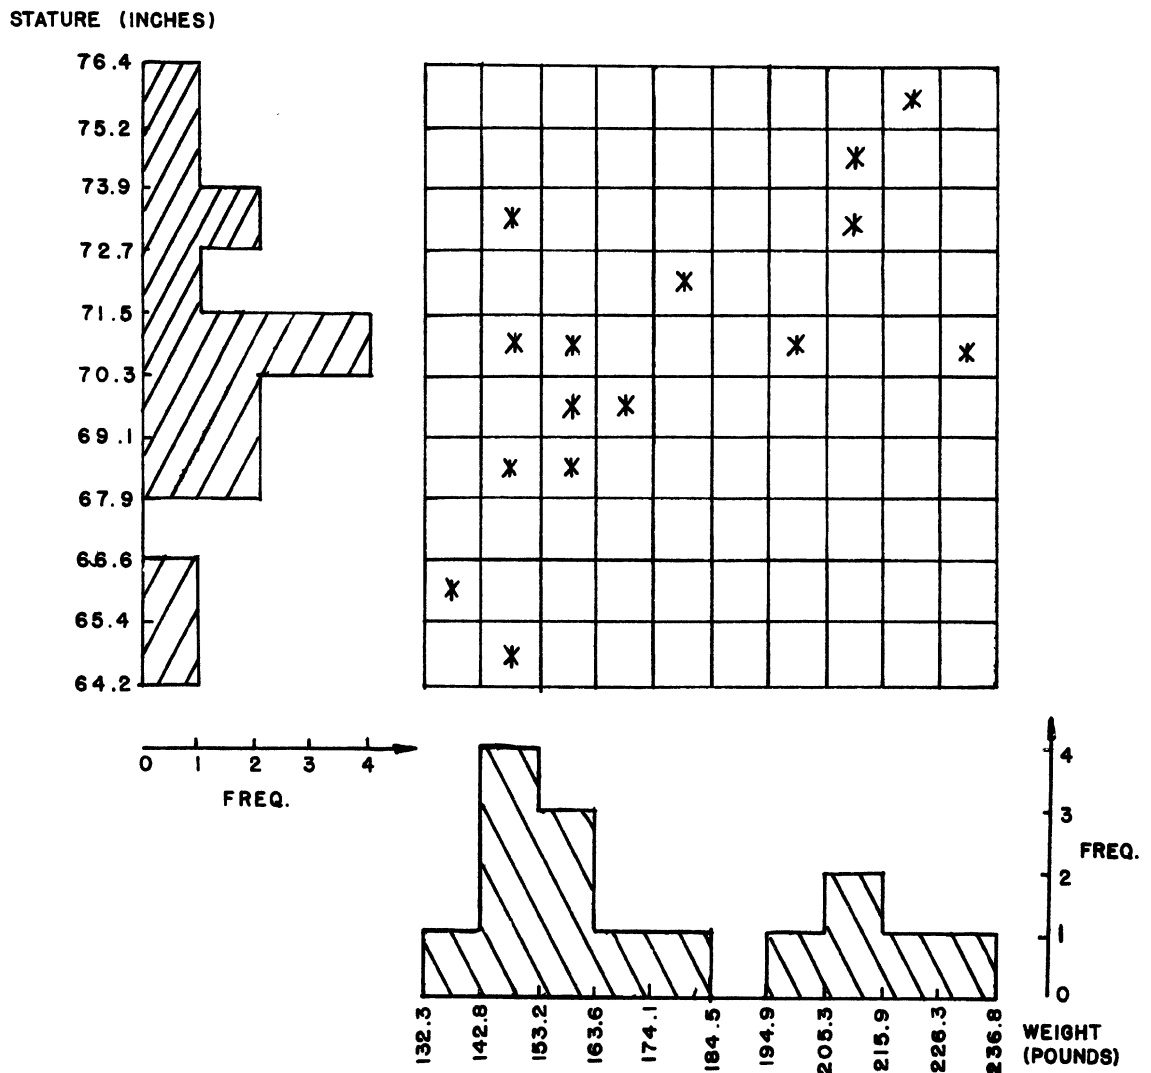 STATURE (INCHES)
76.4
75.2
73.9
72.7
71.5
70.3
69.1
67.9
66.6
65.4
64.2
0 1 2 3 4
FREQ.
4
3
FREQ.
2
1
0
132.3 142.8 153.2 163.6 174.1 184.5 194.9 205.3 215.9 226.3 236.8
WEIGHT
(POUNDS)